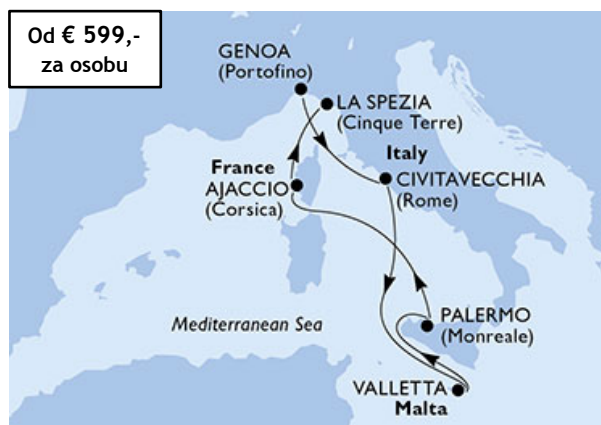 Od € 599,-
za osobu
GENOA
(Portofino)
LA SPEZIA
(Cinque Terre)
France
AJACCIO
(Corsica)
Italy
CIVITAVECCHIA
(Rome)
Mediterranean Sea
PALERMO
(Monreale)
VALLETTA
Malta